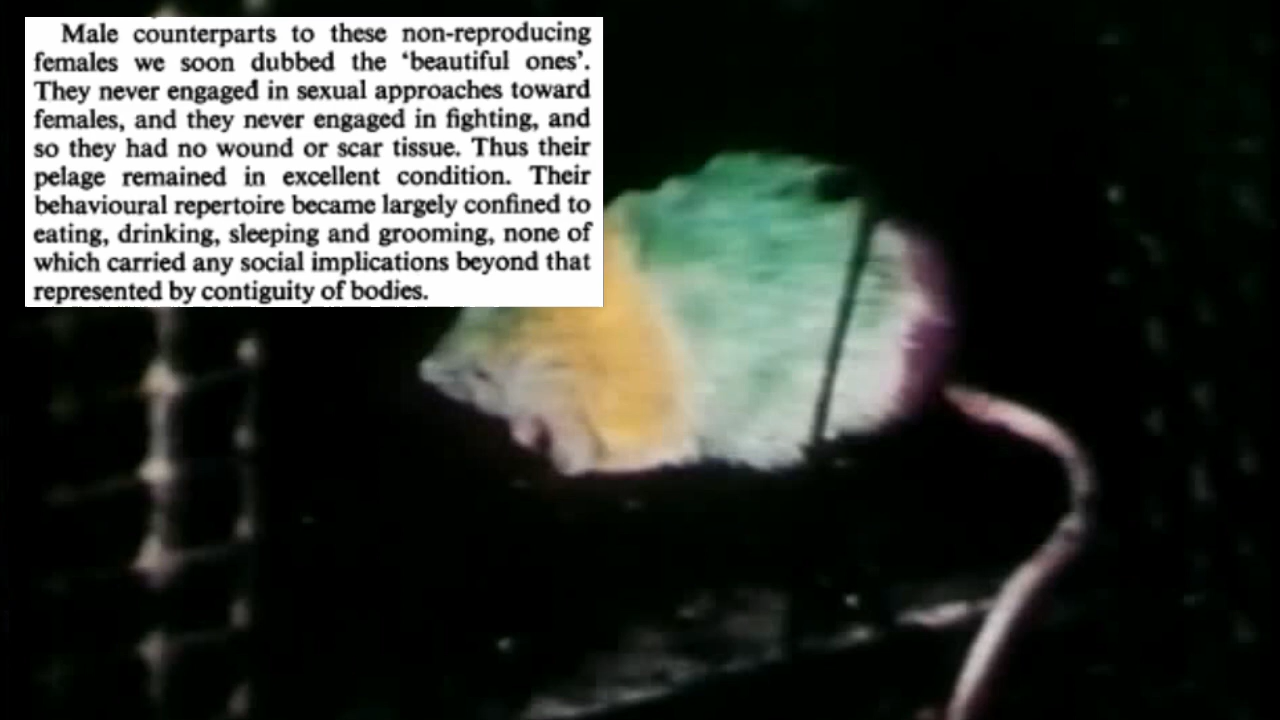 Male counterparts to these non-reproducing
females we soon dubbed the ‘beautiful ones’.
They never engaged in sexual approaches toward
females, and they never engaged in fighting, and
so they had no wound or scar tissue. Thus their
pelage remained in excellent condition. Their
behavioural repertoire became largely confined to
eating, drinking, sleeping and grooming, none of
which carried any social implications beyond that
represented by contiguity of bodies.